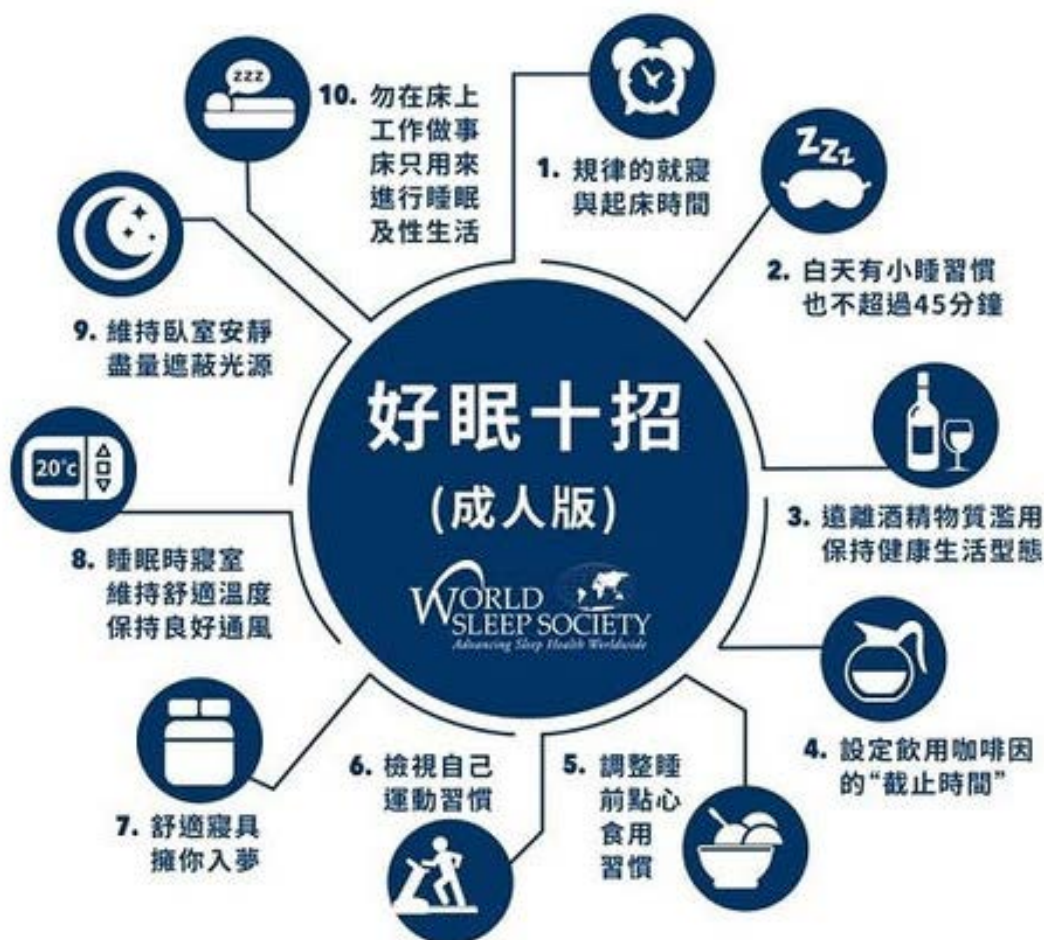 好眠十招
(成人版)
WORLD
SLEEP SOCIETY
Advancing Sleep Health Worldwide
1. 規律的就寢
與起床時間
zzz
2. 白天有小睡習慣
也不超過45分鐘
3. 遠離酒精物質濫用
保持健康生活型態
4. 設定飲用咖啡因
的“截止時間”
5. 調整睡
前點心
食用
習慣
6. 檢視自己
運動習慣
7. 舒適寢具
擁你入夢
20°c
8. 睡眠時寢室
維持舒適溫度
保持良好通風
9. 維持臥室安靜
盡量遮蔽光源
zzz
10. 勿在床上
工作做事
床只用來
進行睡眠
及性生活